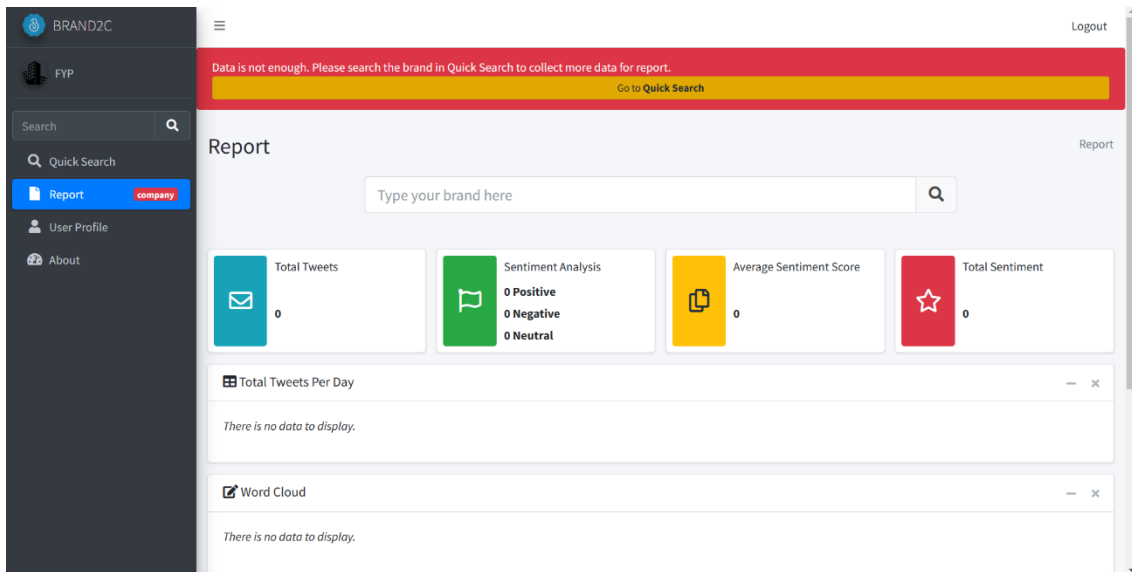 BRAND2C
FYP
Search
Quick Search
Report company
User Profile
About
Logout
Data is not enough. Please search the brand in Quick Search to collect more data for report.
Go to Quick Search
Report
Report
Type your brand here
Total Tweets
0
Sentiment Analysis
0 Positive
0 Negative
0 Neutral
Average Sentiment Score
0
Total Sentiment
0
Total Tweets Per Day
There is no data to display.
Word Cloud
There is no data to display.